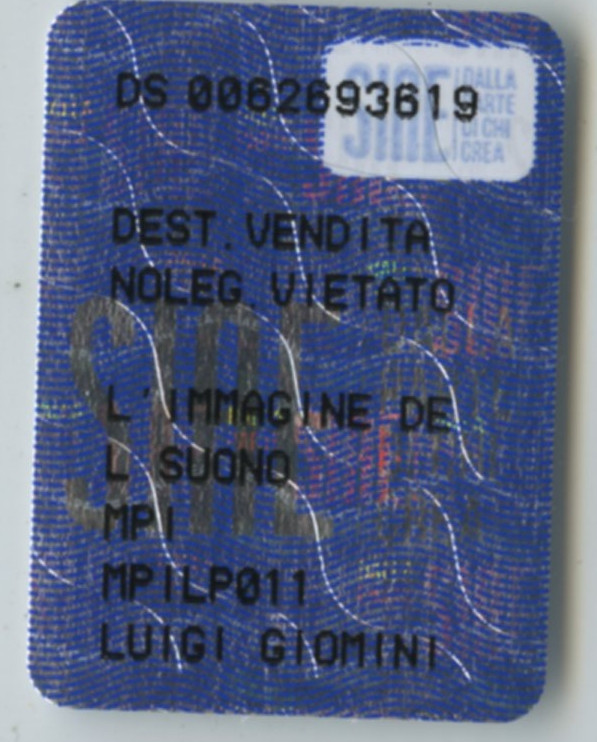 DS 0062693619
SIAE
DALLA
PARTE
DI CHI
CREA
DEST.VENDITA
NOLEG.VIETATO
SIAE
L'IMMAGINE DE
L SUONO
MPI
MPILP011
LUIGI GIOMINI